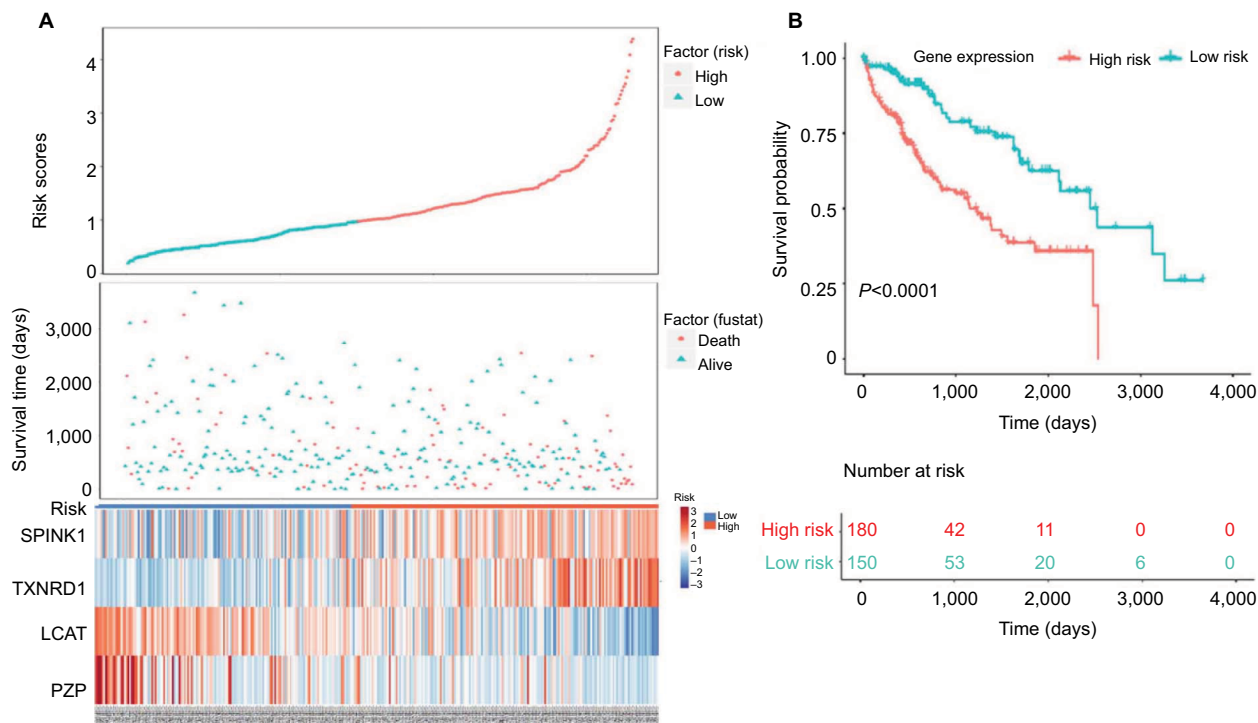 A
Risk scores
4
3
2
1
0
Factor (risk)
High
Low
Survival time (days)
3,000
2,000
1,000
0
Factor (fustat)
Death
Alive
Risk
SPINK1
TXNRD1
LCAT
PZP
Risk
3
2
1
0
−1
−2
−3
Low
High
B
Gene expression High risk Low risk
Survival probability
1.00
0.75
0.5
0.25
0
P<0.0001
0 1,000 2,000 3,000 4,000
Time (days)
Number at risk
High risk 180 42 11 0 0
Low risk 150 53 20 6 0
0 1,000 2,000 3,000 4,000
Time (days)